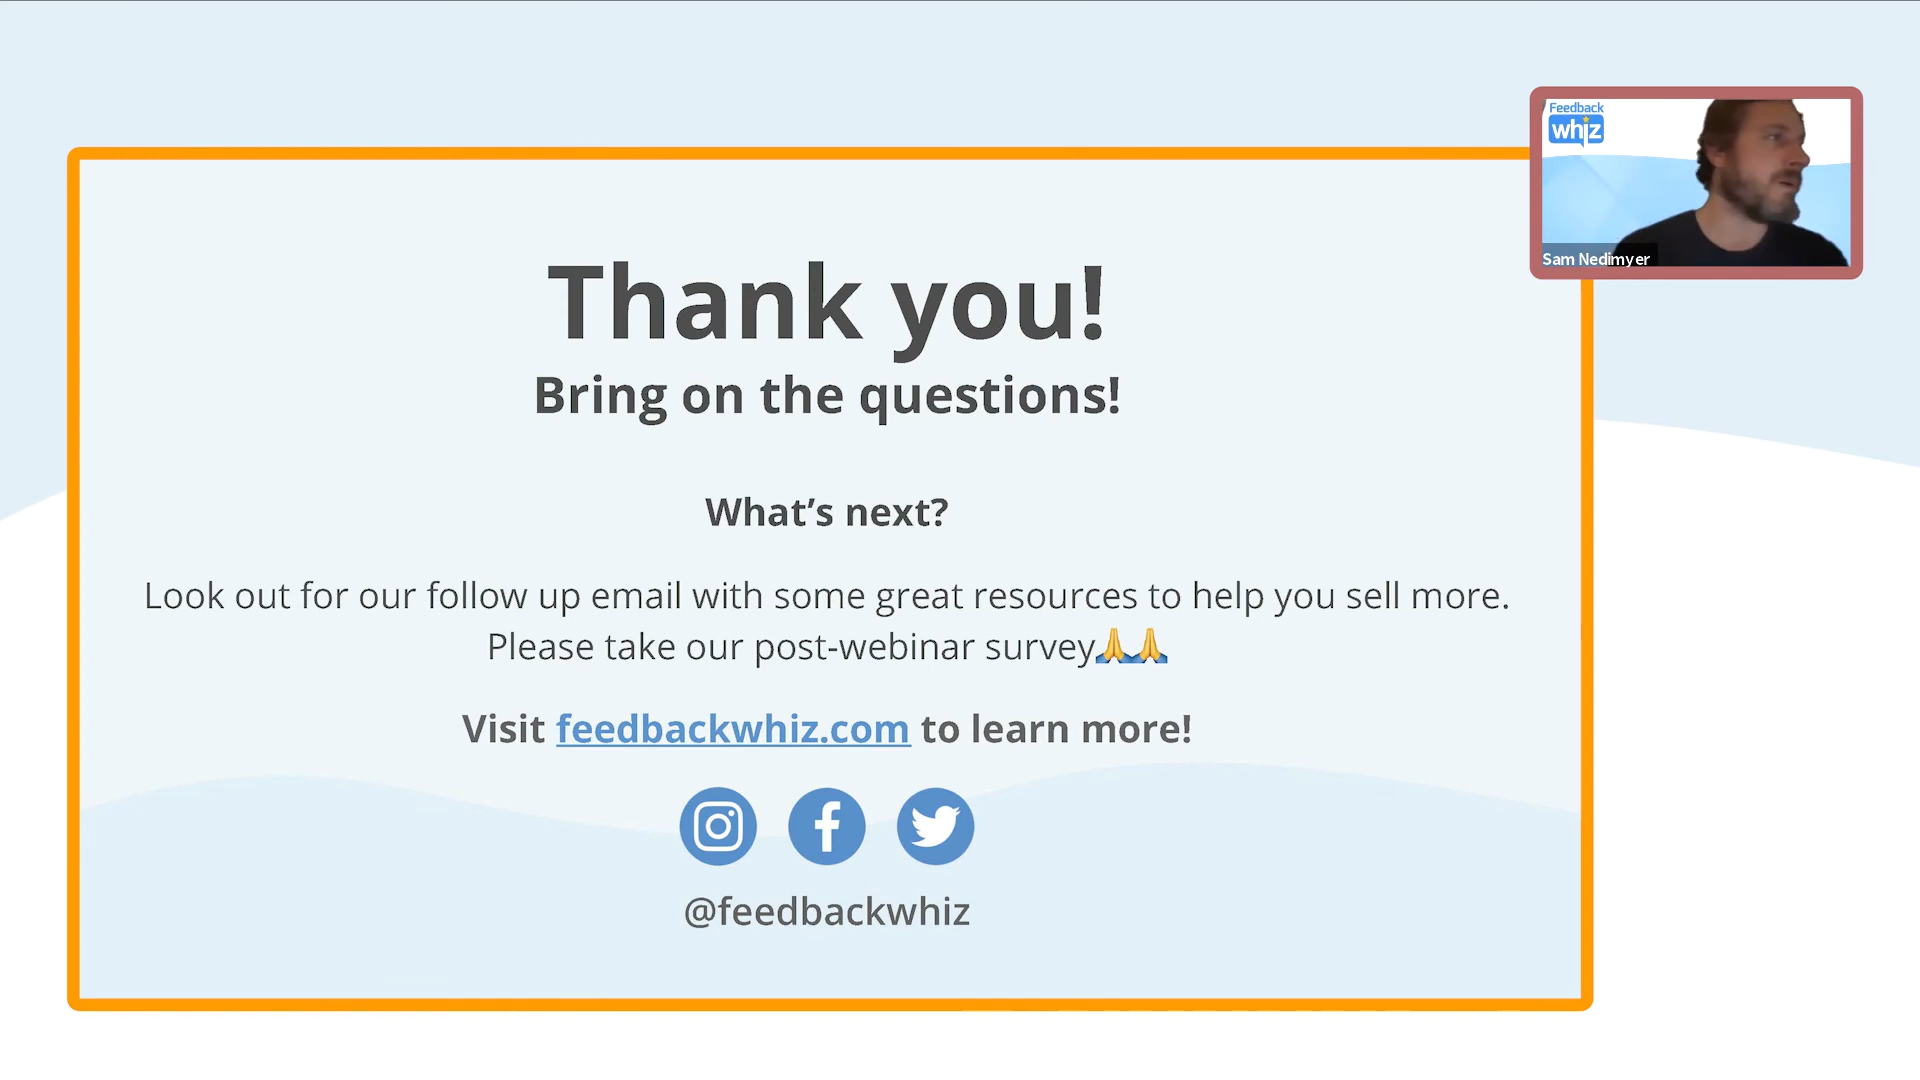 Feedback
whiz
Sam Nedimyer
Thank you!
Bring on the questions!
What’s next?
Look out for our follow up email with some great resources to help you sell more.
Please take our post-webinar survey🙏🙏
Visit feedbackwhiz.com to learn more!
@feedbackwhiz